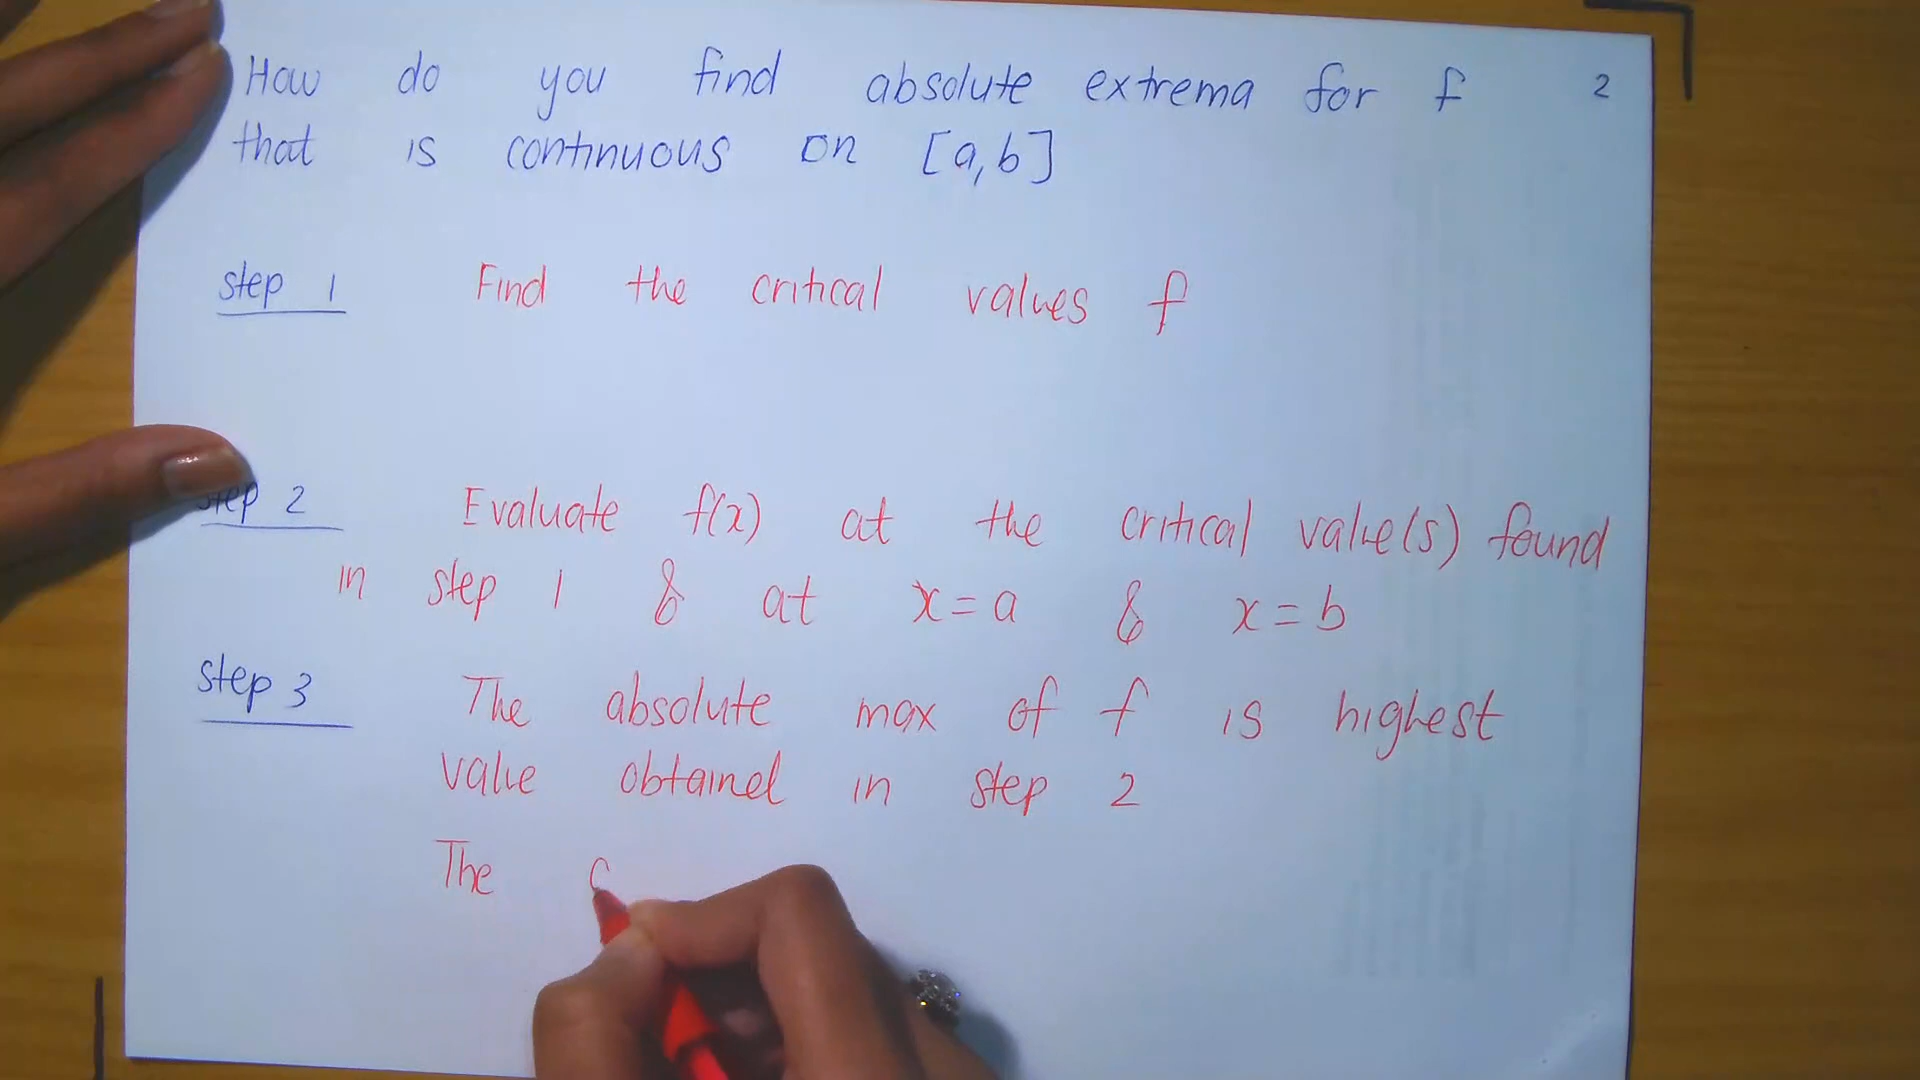 How do you find absolute extrema for f 2
that is continuous on [a,b]
step 1 Find the critical values f
step 2 Evaluate f(x) at the critical value(s) found
in step 1 & at x=a & x=b
step 3 The absolute max of f is highest
value obtained in step 2
The